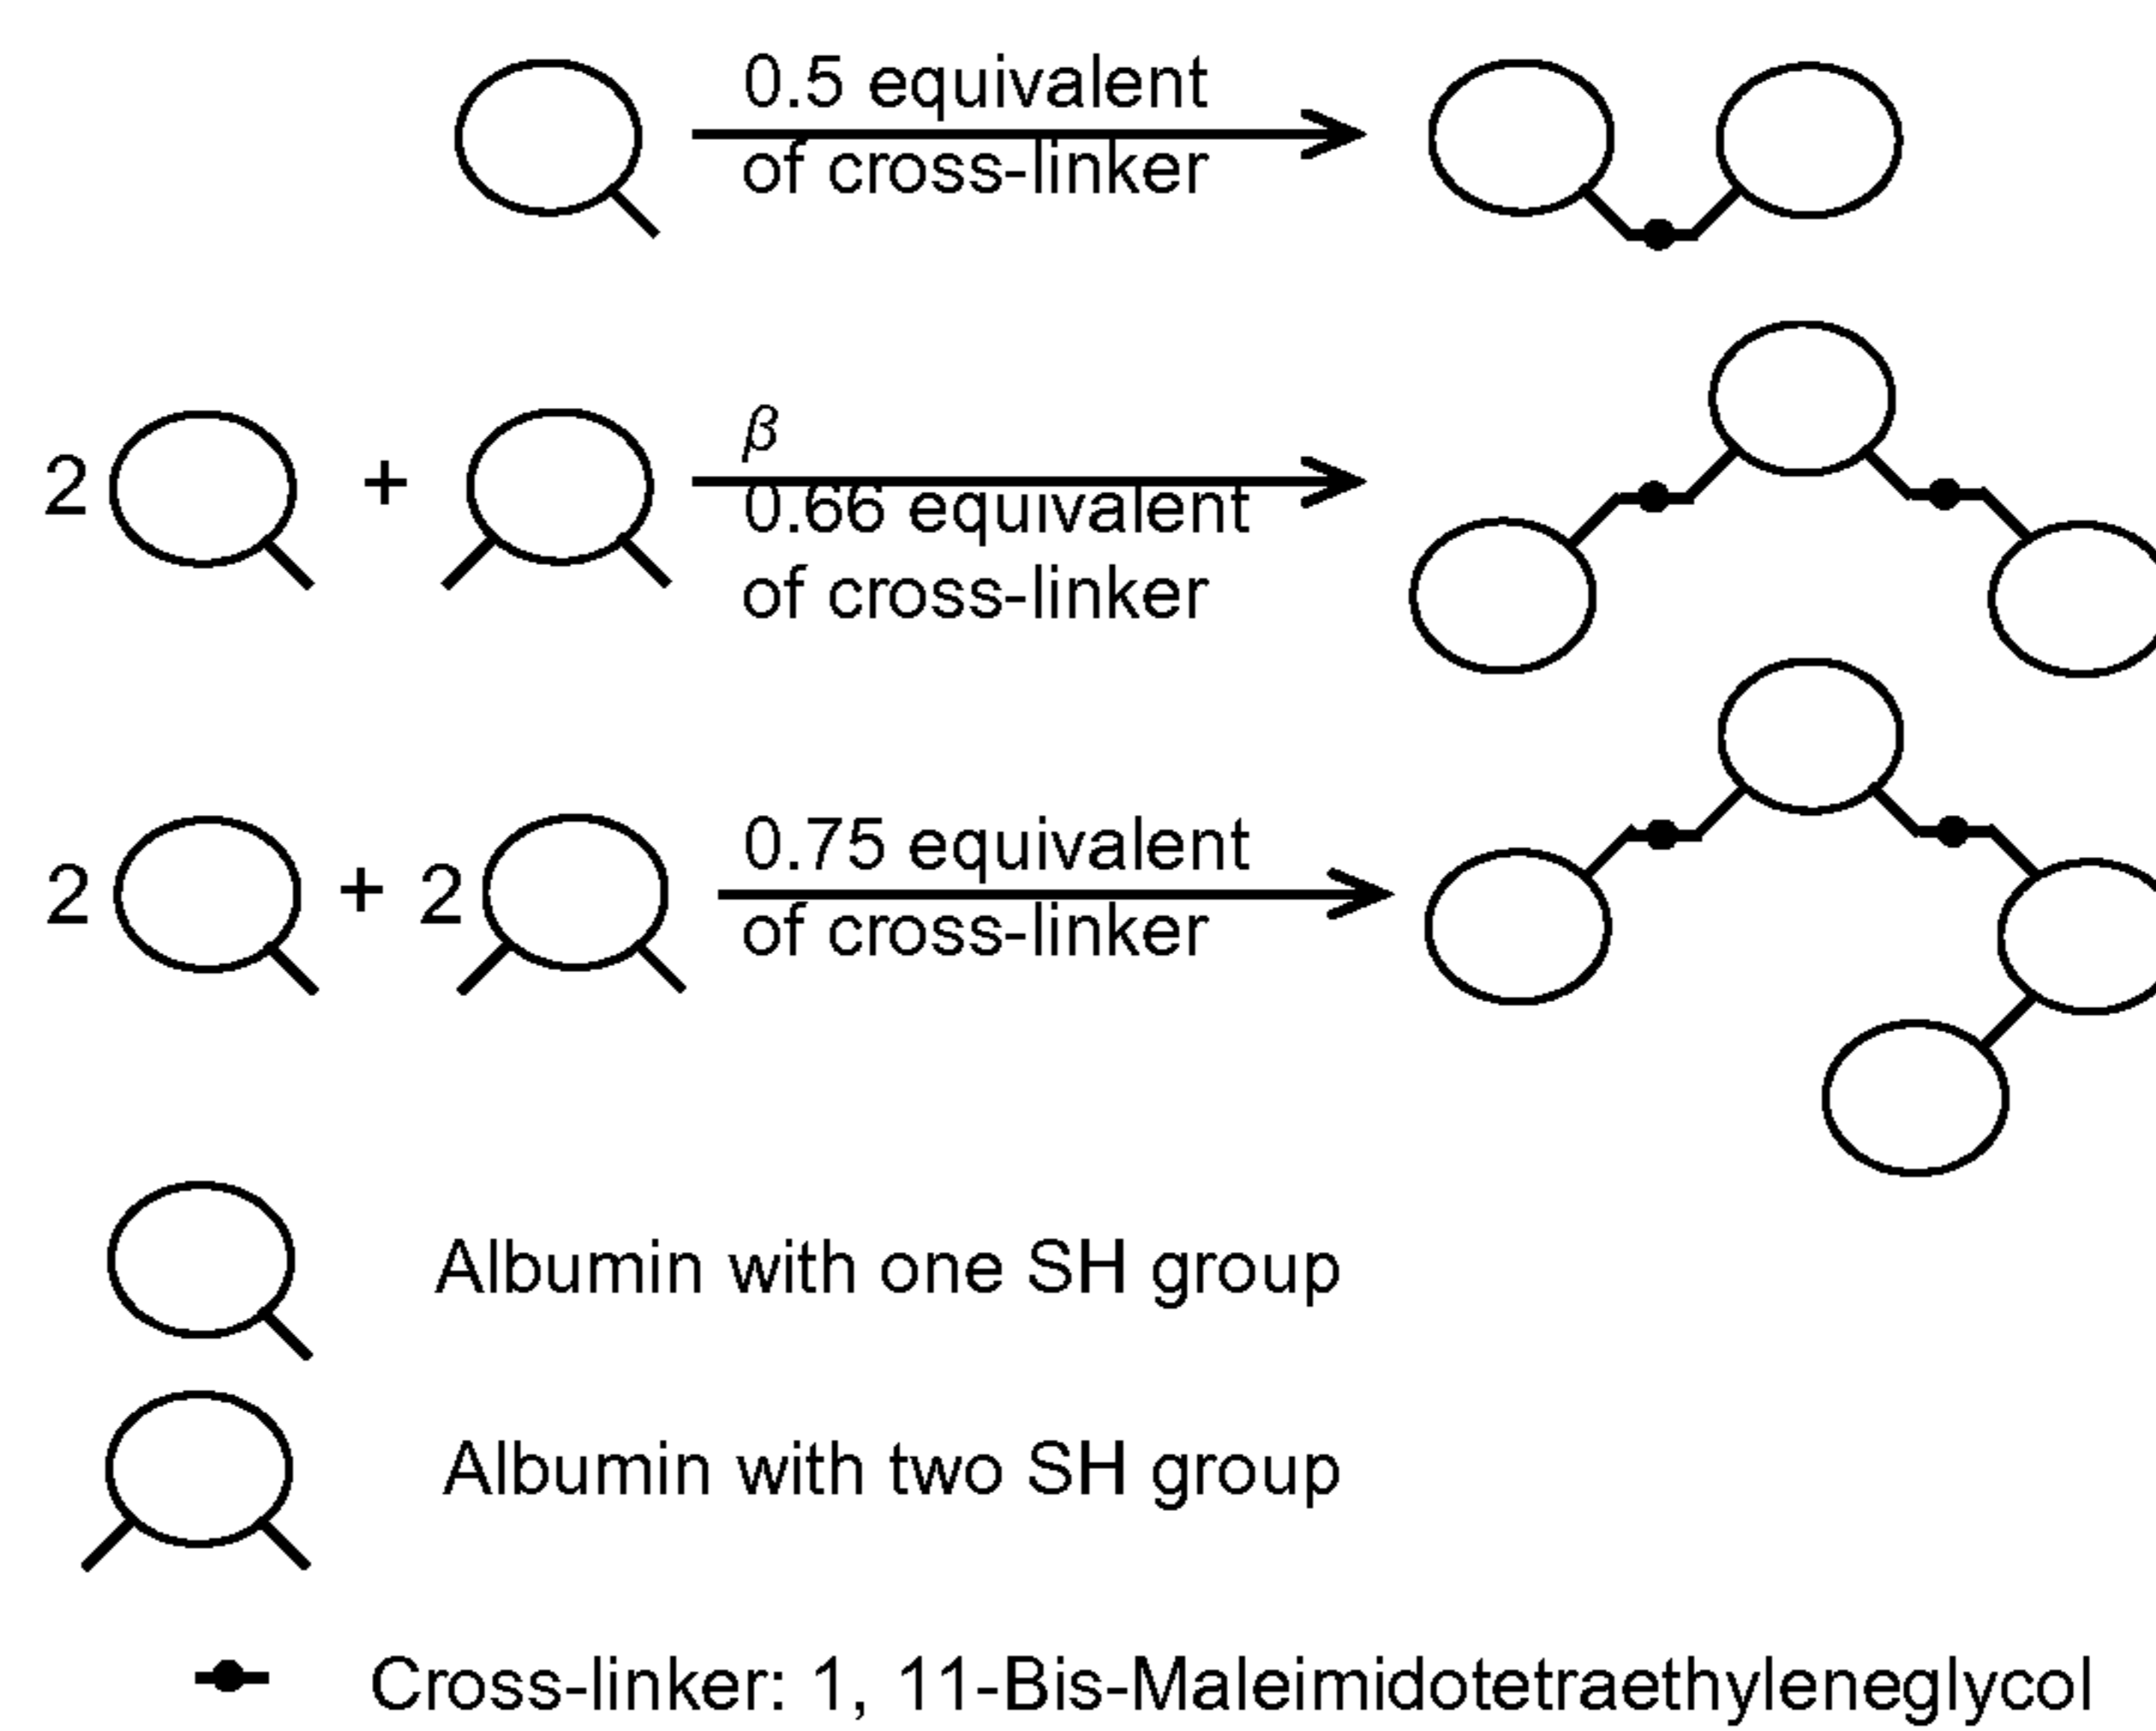 0.5 equivalent
of cross-linker
β
2 +
0.66 equivalent
of cross-linker
0.75 equivalent
2 + 2
of cross-linker
Albumin with one SH group
Albumin with two SH group
Cross-linker: 1, 11-Bis-Maleimidotetraethyleneglycol